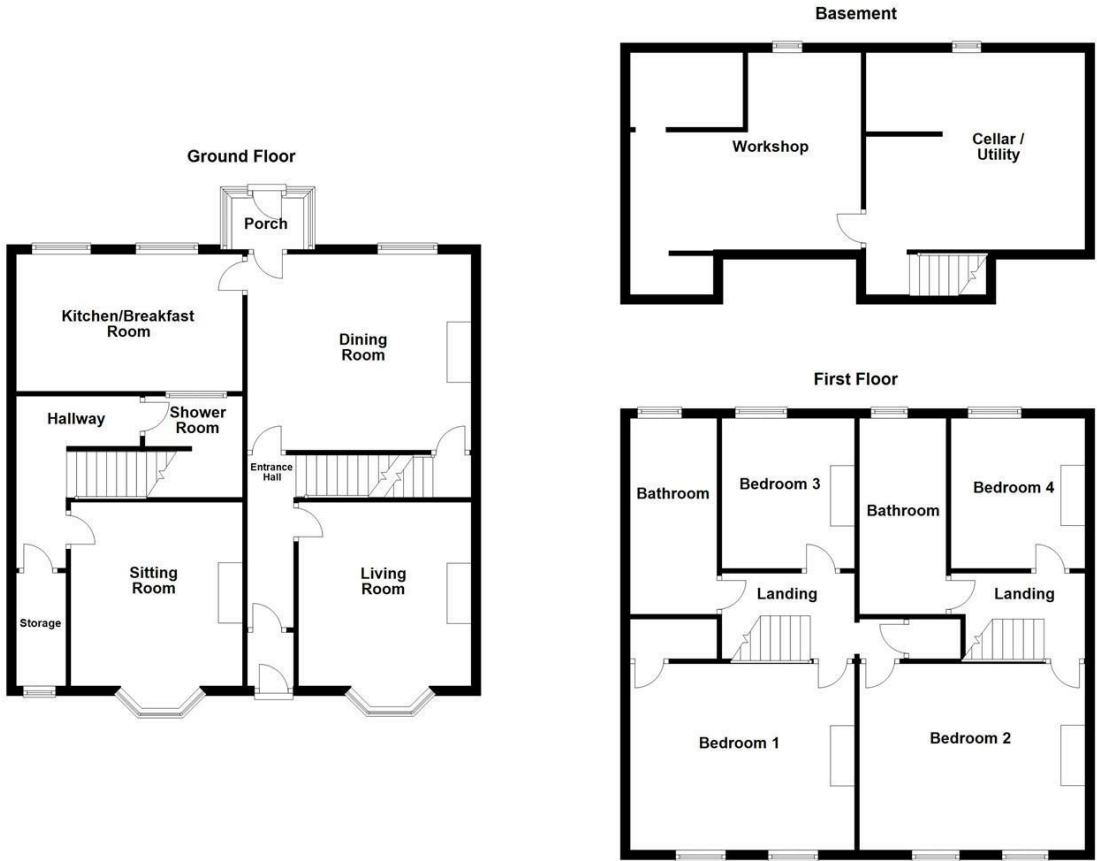 Ground Floor
Porch
Kitchen/Breakfast
Room
Dining
Room
Hallway
Shower
Room
Entrance
Hall
Sitting
Room
Living
Room
Storage
Basement
Workshop
Cellar /
Utility
First Floor
Bathroom
Bedroom 3
Bathroom
Bedroom 4
Landing
Landing
Bedroom 1
Bedroom 2